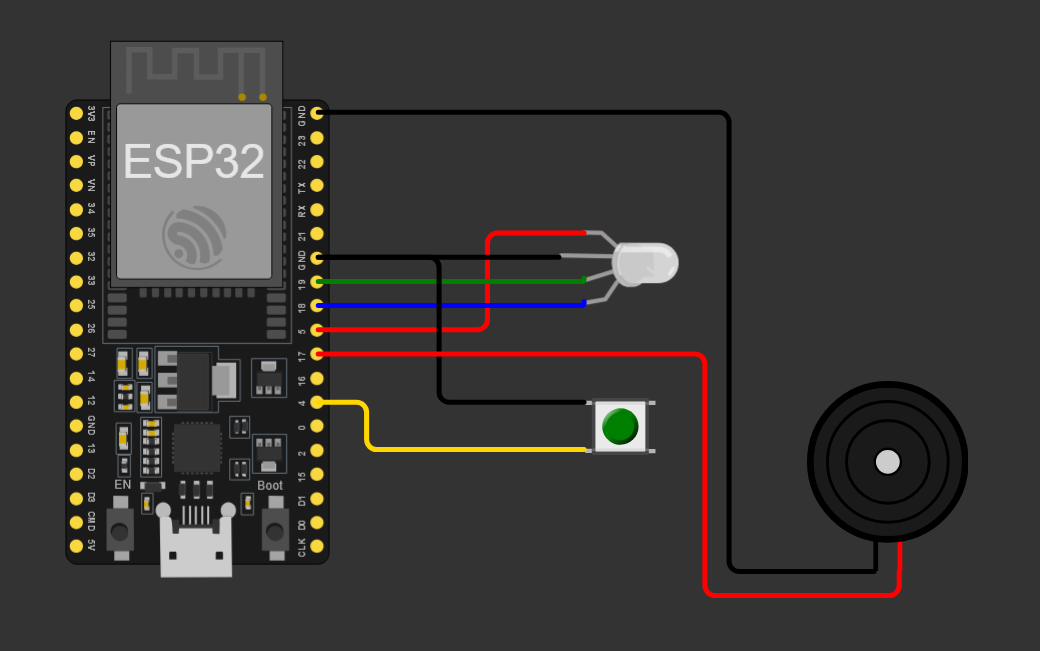 ESP32
3V3
EN
VP
VN
34
35
32
33
25
26
27
14
12
GND
13
D2
D3
CMD
5V
GND
23
22
TX
RX
21
GND
19
18
5
17
16
4
0
2
15
D1
D0
CLK
EN
Boot